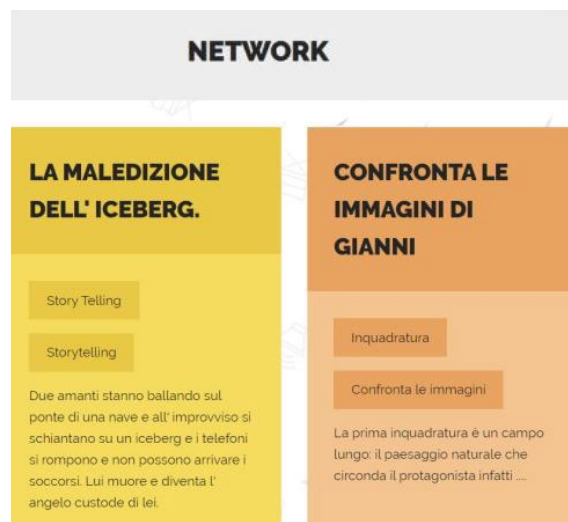 NETWORK
LA MALEDIZIONE
DELL' ICEBERG.
Story Telling
Storytelling
Due amanti stanno ballando sul
ponte di una nave e all' improvviso si
schiantano su un iceberg e i telefoni
si rompono e non possono arrivare i
soccorsi. Lui muore e diventa l'
angelo custode di lei.
CONFRONTA LE
IMMAGINI DI
GIANNI
Inquadratura
Confronta le immagini
La prima inquadratura è un campo
lungo: il paesaggio naturale che
circonda il protagonista infatti .....